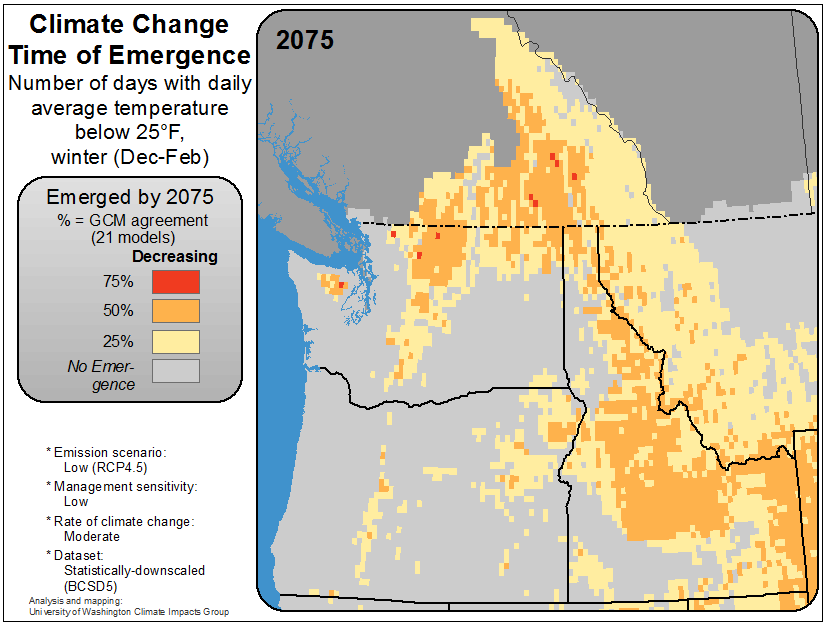 Climate Change
Time of Emergence
Number of days with daily
average temperature
below 25°F,
winter (Dec-Feb)
Emerged by 2075
% = GCM agreement
(21 models)
Decreasing
75%
50%
25%
No Emer-
gence
* Emission scenario:
Low (RCP4.5)
* Management sensitivity:
Low
* Rate of climate change:
Moderate
* Dataset:
Statistically-downscaled
(BCSD5)
Analysis and mapping:
University of Washington Climate Impacts Group
2075